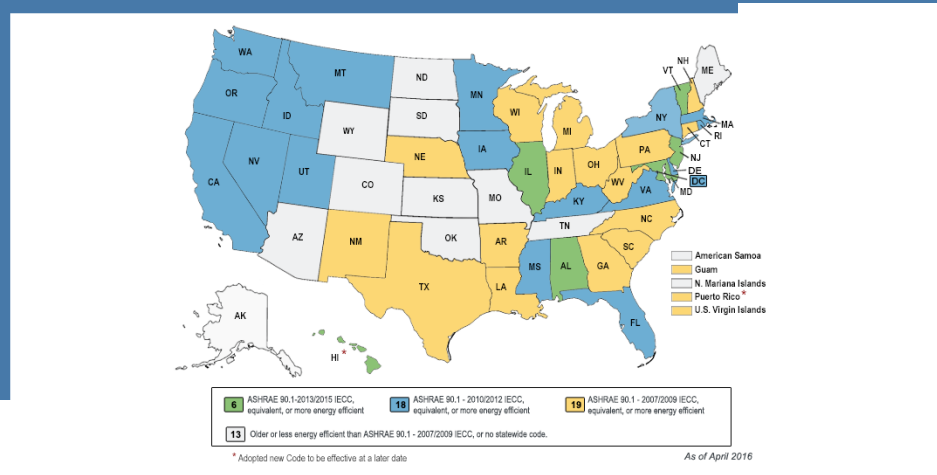 WA
OR
CA
NV
ID
MT
UT
AZ
WY
CO
NM
ND
SD
NE
KS
OK
TX
MN
IA
MO
AR
LA
WI
IL
MS
MI
IN
KY
TN
AL
OH
WV
GA
SC
NC
VA
PA
NY
VT
NH
ME
MA
RI
CT
NJ
DE
DC
MD
FL
AK
HI *
American Samoa
Guam
N. Mariana Islands
Puerto Rico *
U.S. Virgin Islands
6 ASHRAE 90.1-2013/2015 IECC,
equivalent, or more energy efficient
18 ASHRAE 90.1 - 2010/2012 IECC,
equivalent, or more energy efficient
19 ASHRAE 90.1 - 2007/2009 IECC,
equivalent, or more energy efficient
13 Older or less energy efficient than ASHRAE 90.1 - 2007/2009 IECC, or no statewide code.
* Adopted new Code to be effective at a later date
As of April 2016